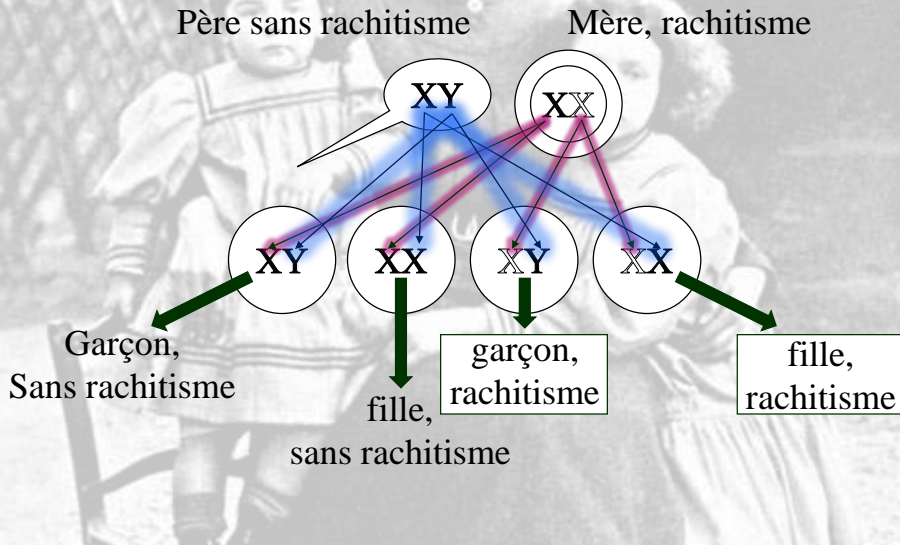 Père sans rachitisme
Mère, rachitisme
XY
XX
XY
XX
XY
XX
Garçon,
Sans rachitisme
fille,
sans rachitisme
garçon,
rachitisme
fille,
rachitisme